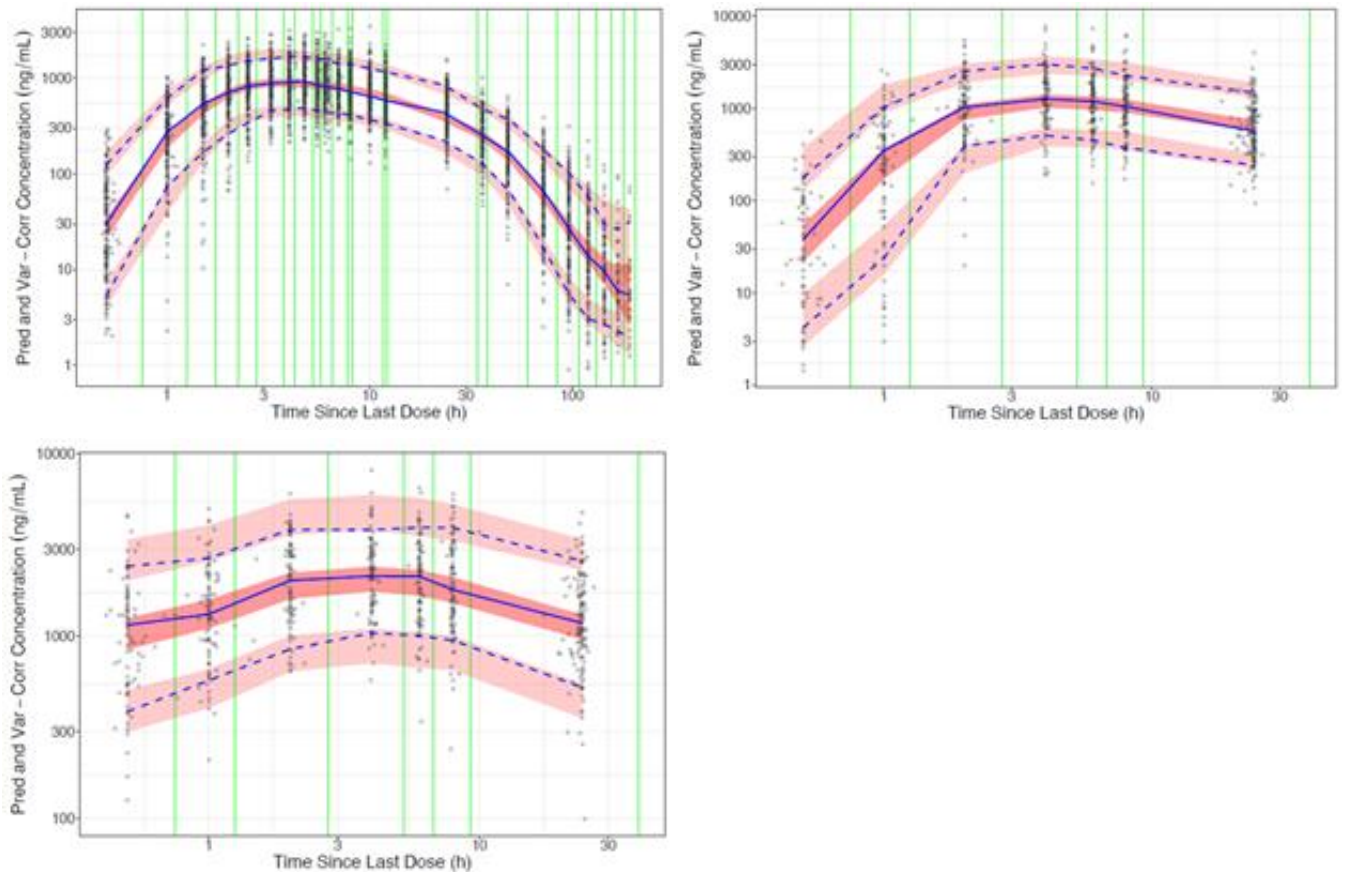 Pred and Var – Corr Concentration (ng/mL)
3000
1000
300
100
30
10
3
1
1 3 10 30 100
Time Since Last Dose (h)
Pred and Var – Corr Concentration (ng/mL)
10000
3000
1000
300
100
30
10
3
1
1 3 10 30
Time Since Last Dose (h)
Pred and Var – Corr Concentration (ng/mL)
10000
3000
1000
300
100
1 3 10 30
Time Since Last Dose (h)